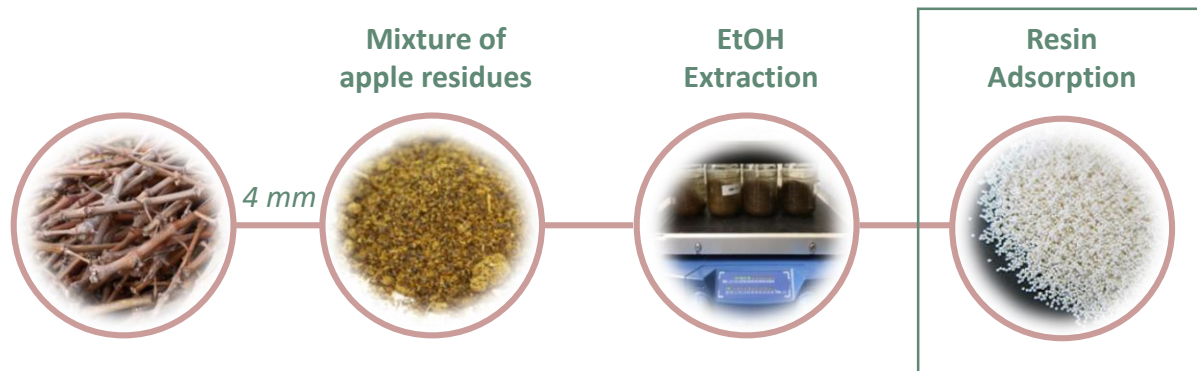 Mixture of
apple residues
EtOH
Extraction
Resin
Adsorption
4 mm